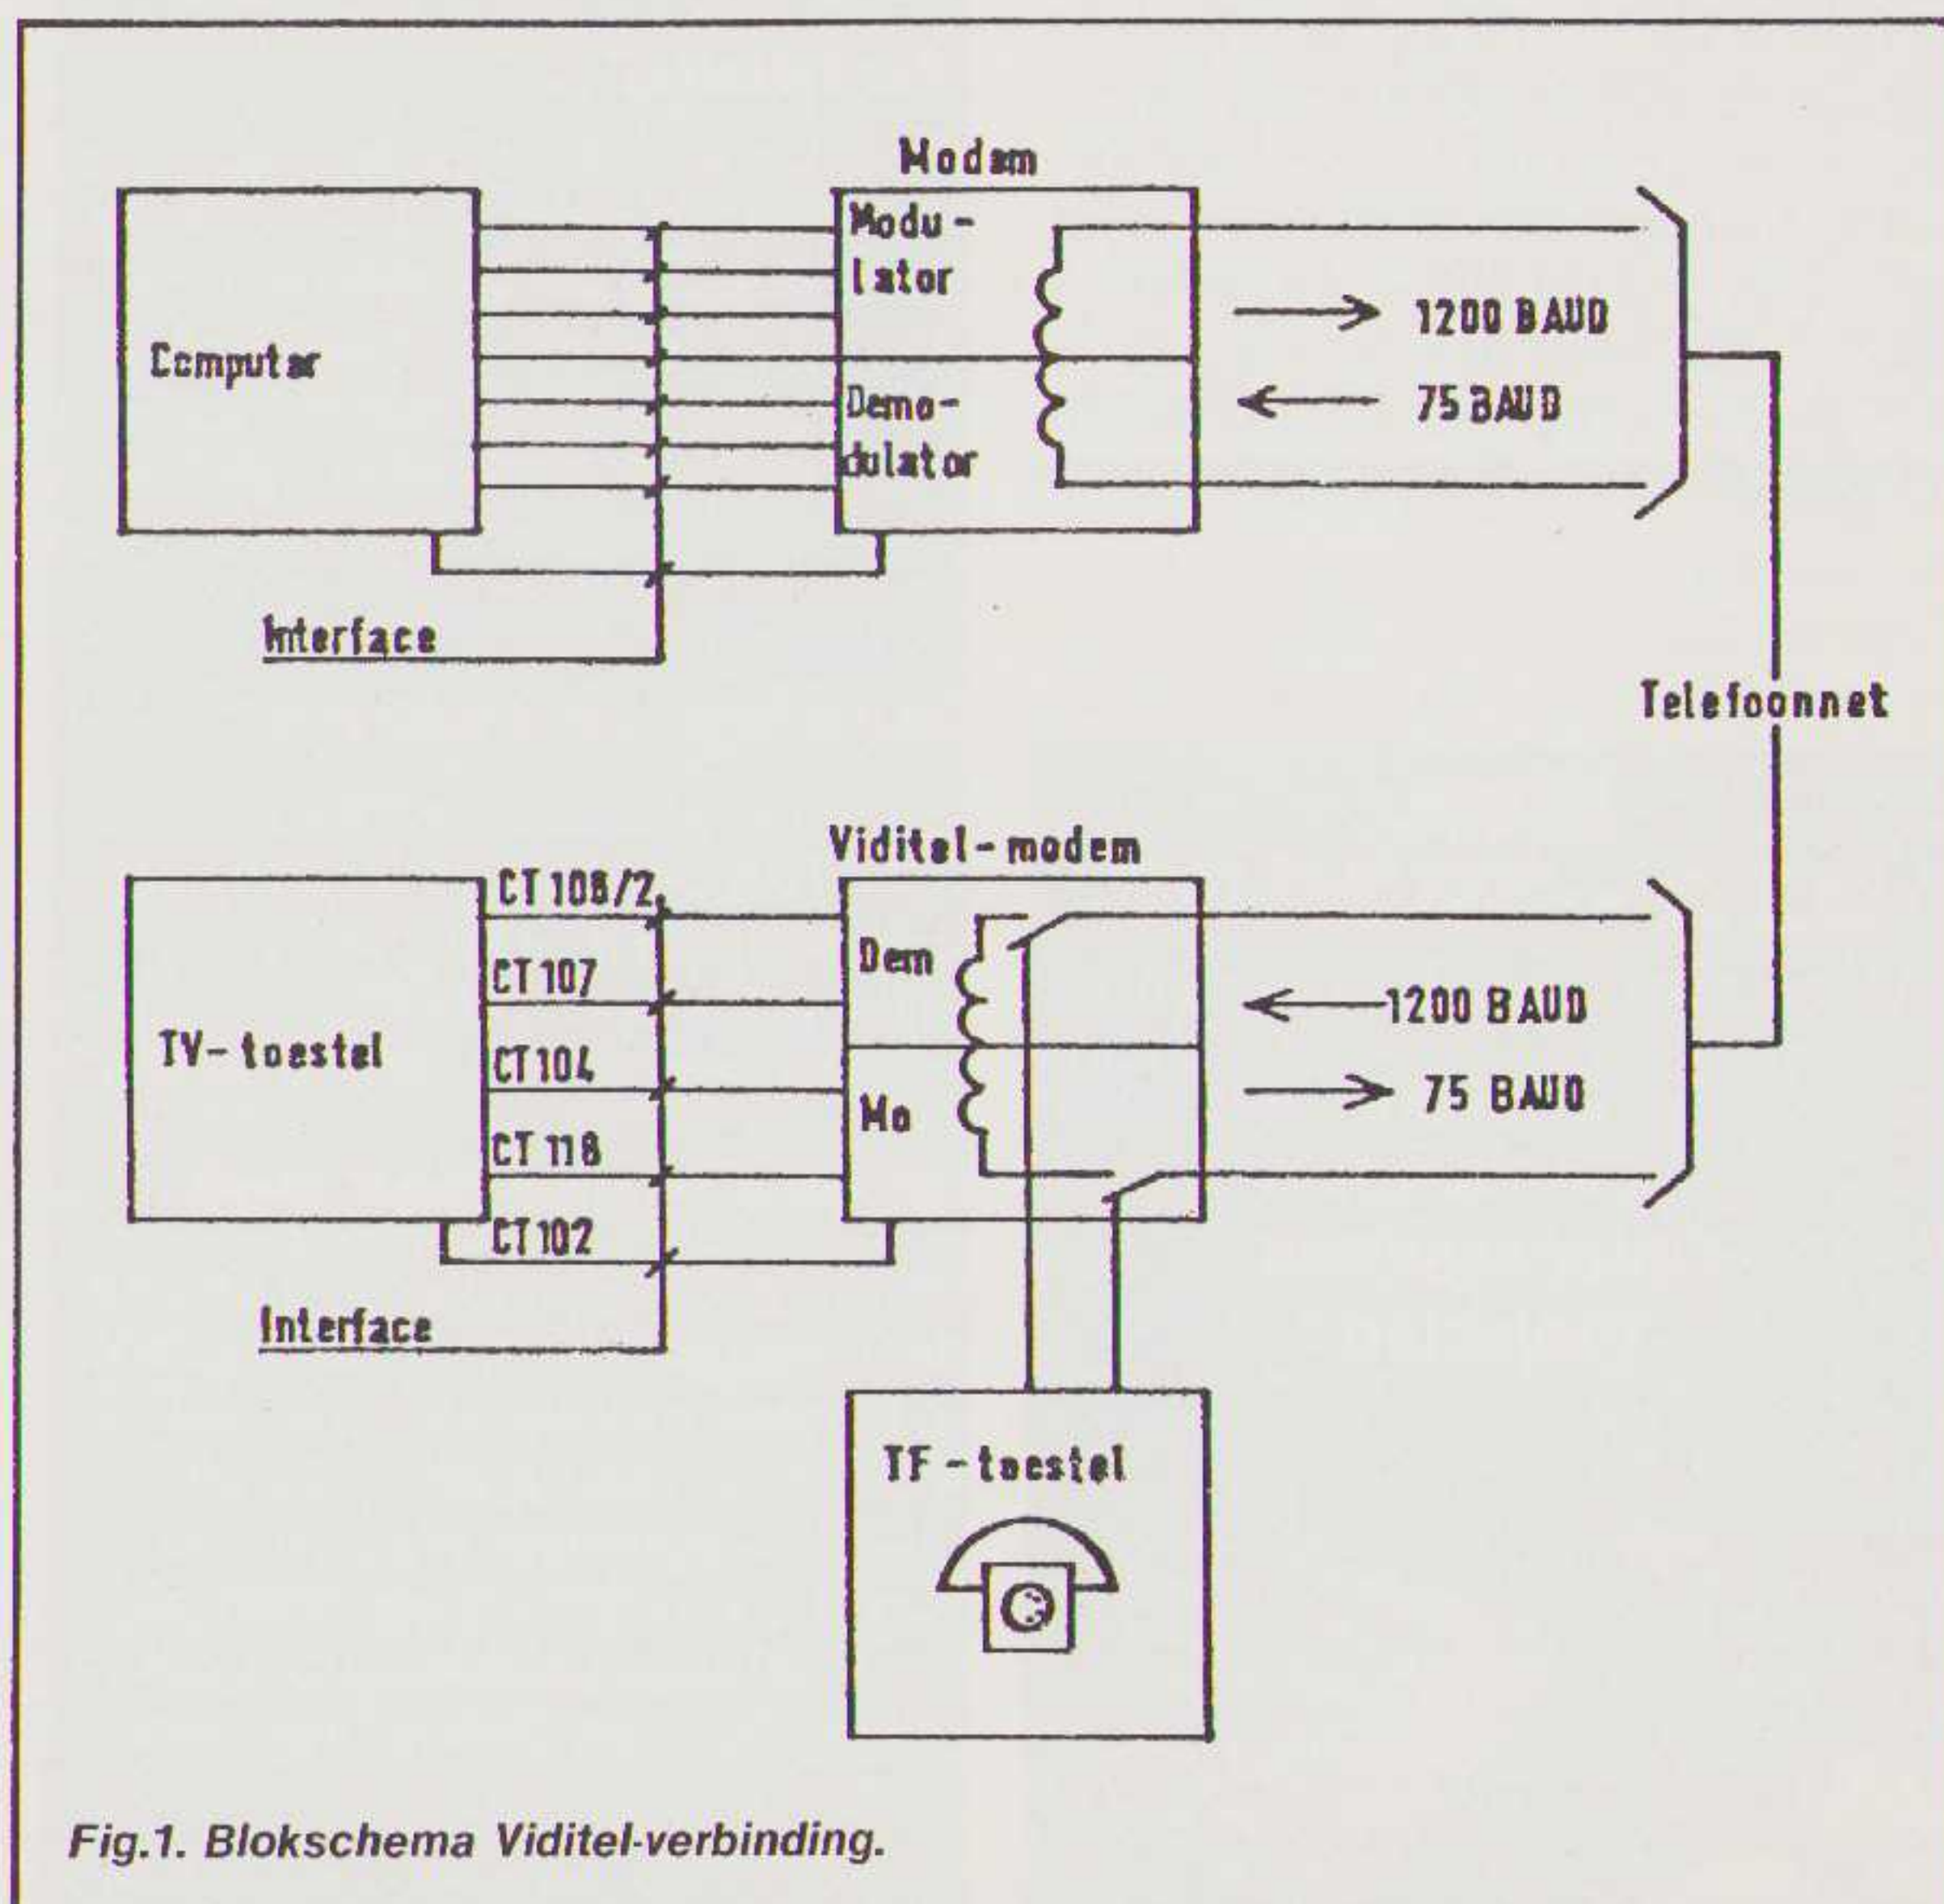 Modem
Modu-
lator
Computer
1200 BAUD
75 BAUD
Demo-
dulator
Interface
Telefoonnet
Viditel-modem
CT 108/2
CT 107
Dem
1200 BAUD
TV-toestel
CT 104
75 BAUD
Mo
CT 118
CT 102
Interface
TF-toestel
Fig.1. Blokschema Viditel-verbinding.